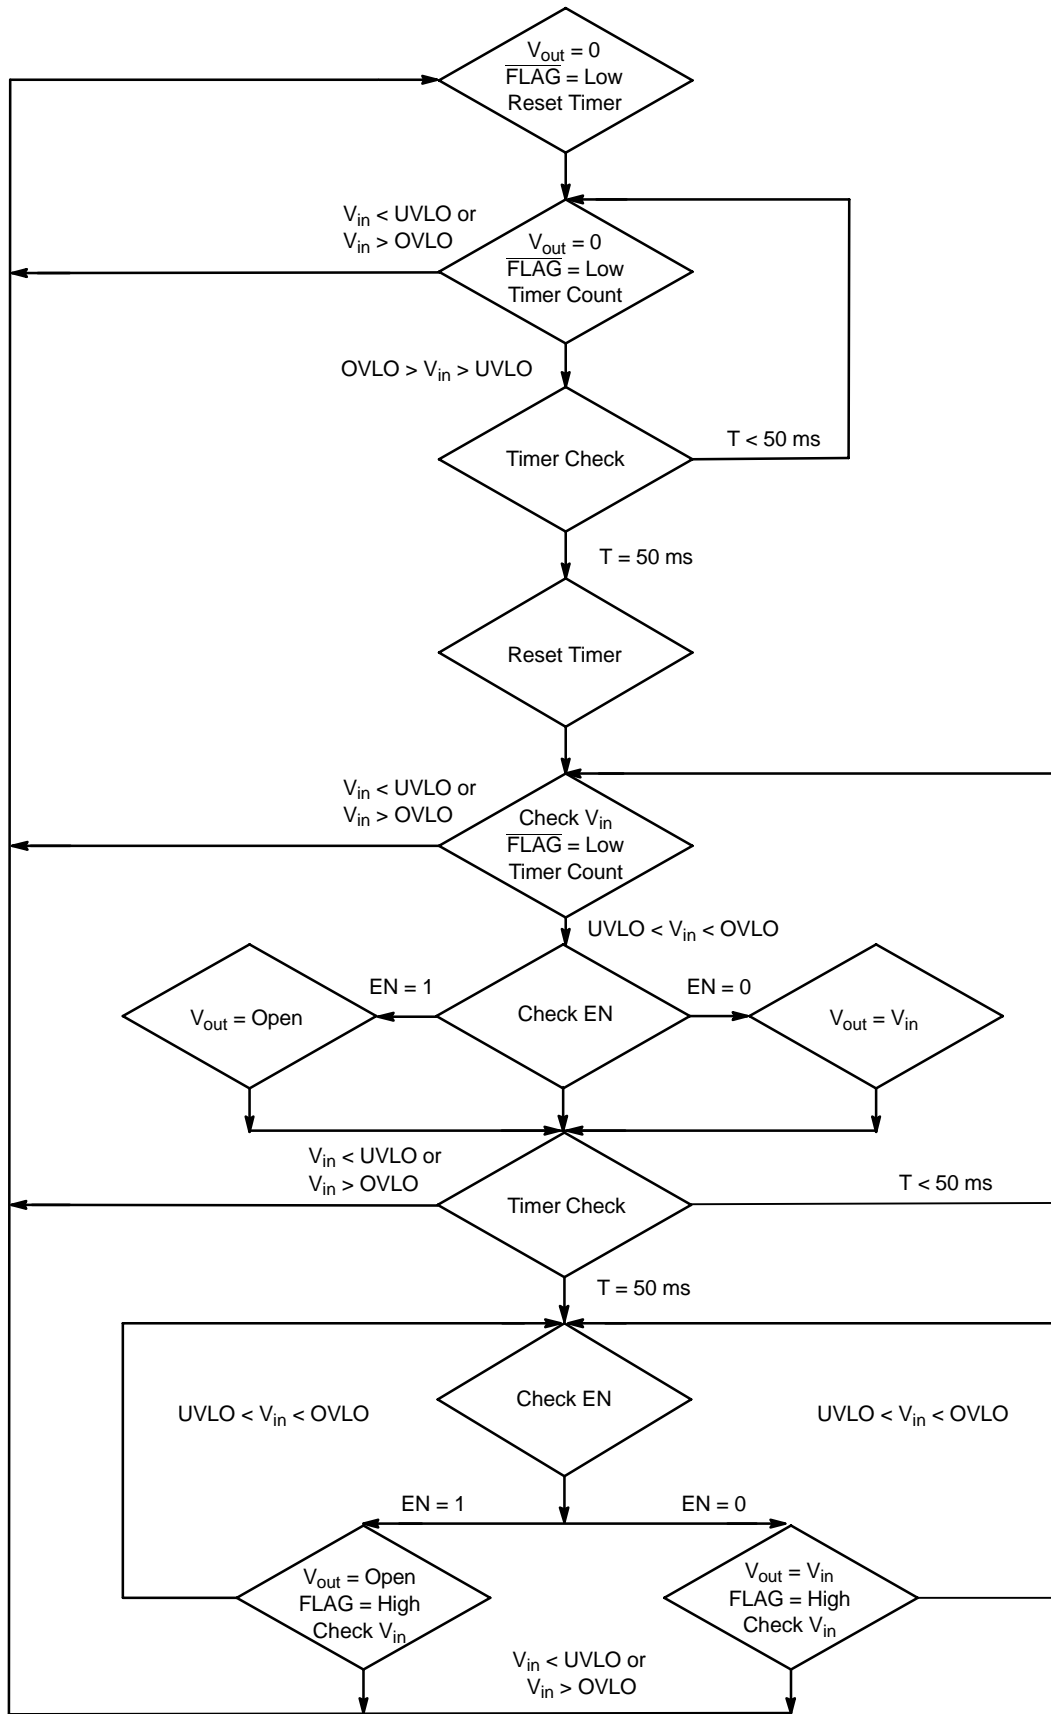 Vout = 0
FLAG = Low
Reset Timer
Vin < UVLO or
Vin > OVLO
Vout = 0
FLAG = Low
Timer Count
OVLO > Vin > UVLO
Timer Check
T < 50 ms
T = 50 ms
Reset Timer
Vin < UVLO or
Vin > OVLO
Check Vin
FLAG = Low
Timer Count
UVLO < Vin < OVLO
EN = 1
EN = 0
Vout = Open
Check EN
Vout = Vin
Vin < UVLO or
Vin > OVLO
Timer Check
T < 50 ms
T = 50 ms
Check EN
UVLO < Vin < OVLO
UVLO < Vin < OVLO
EN = 1
EN = 0
Vout = Open
FLAG = High
Check Vin
Vout = Vin
FLAG = High
Check Vin
Vin < UVLO or
Vin > OVLO